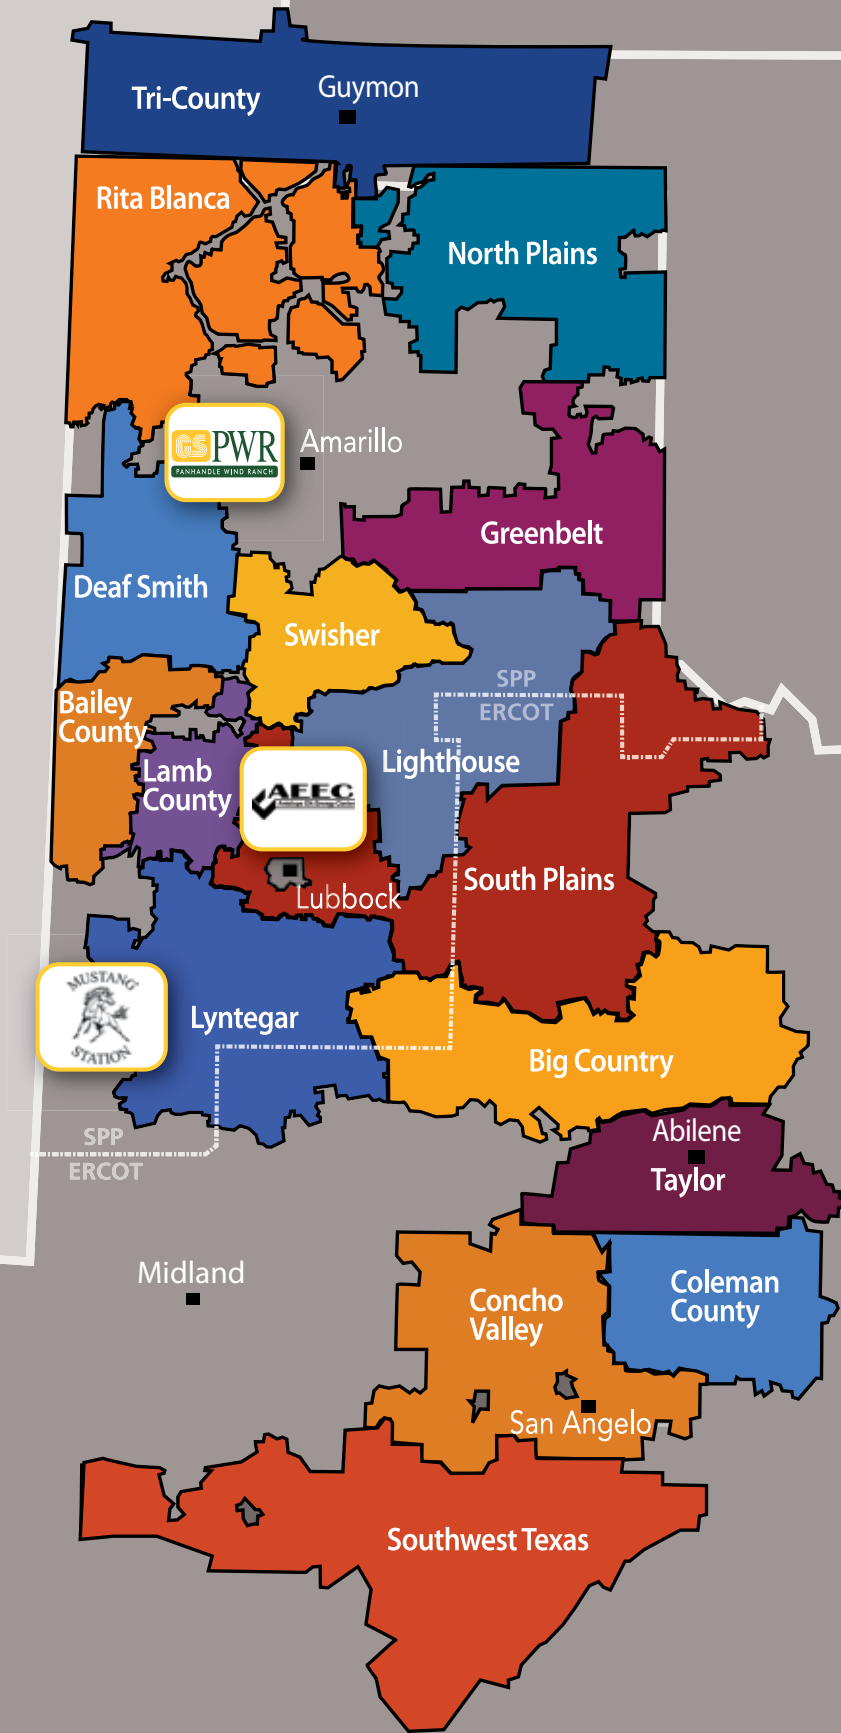 Guymon
Tri-County
Rita Blanca
North Plains
GS PWR
PANHANDLE WIND RANCH
Amarillo
Greenbelt
Deaf Smith
Swisher
SPP
ERCOT
Bailey
County
Lighthouse
Lamb
County
AEEC
South Plains
Lubbock
MUSTANG
STATION
Lyntegar
Big Country
SPP
ERCOT
Abilene
Taylor
Midland
Coleman
County
Concho
Valley
San Angelo
Southwest Texas